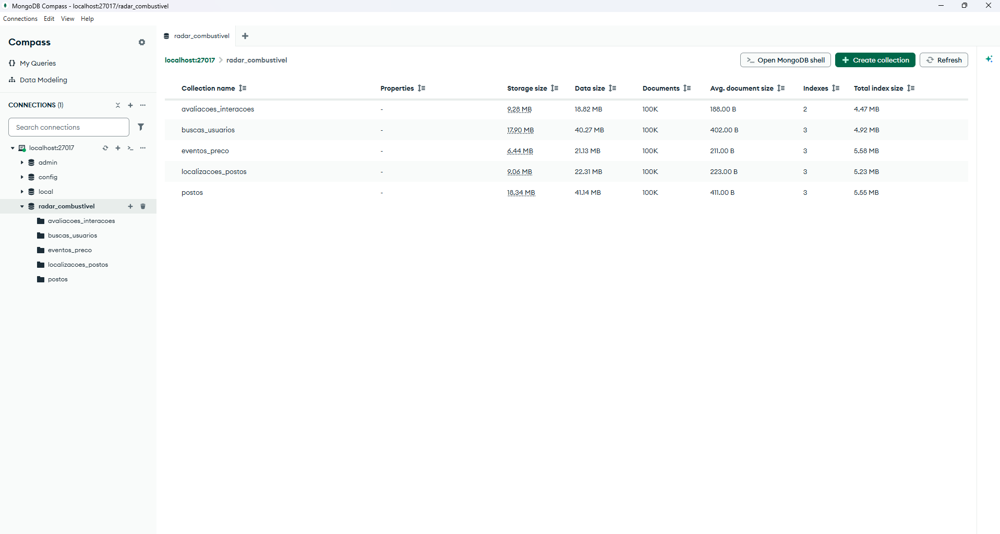 MongoDB Compass - localhost:27017/radar_combustivel
Connections Edit View Help
Compass
My Queries
Data Modeling
CONNECTIONS (1)
Search connections
localhost:27017
admin
config
local
radar_combustivel
avaliacoes_interacoes
buscas_usuarios
eventos_preco
localizacoes_postos
postos
radar_combustivel
localhost:27017 > radar_combustivel
Open MongoDB shell
Create collection
Refresh
Collection name Properties Storage size Data size Documents Avg. document size Indexes Total index size
avaliacoes_interacoes - 9.28 MB 18.82 MB 100K 188.00 B 2 4.47 MB
buscas_usuarios - 17.90 MB 40.27 MB 100K 402.00 B 3 4.92 MB
eventos_preco - 6.44 MB 21.13 MB 100K 211.00 B 3 5.58 MB
localizacoes_postos - 9.06 MB 22.31 MB 100K 223.00 B 3 5.23 MB
postos - 18.34 MB 41.14 MB 100K 411.00 B 3 5.55 MB